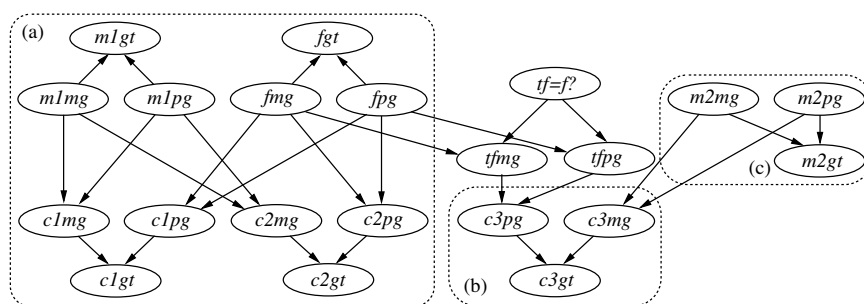 (a)
m1gt
fgt
tf=f?
m1mg
m1pg
fmg
fpg
m2mg
m2pg
tfmg
tfpg
m2gt
(c)
c1mg
c1pg
c2mg
c2pg
c3pg
c3mg
c1gt
c2gt
(b)
c3gt